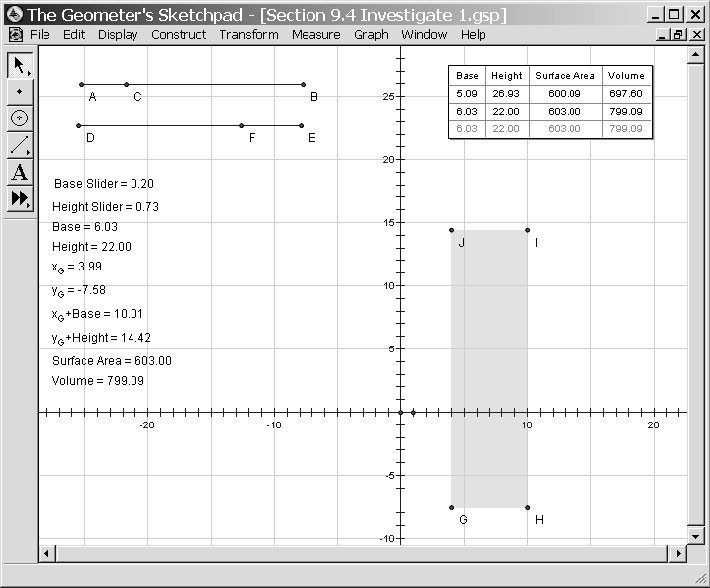 The Geometer's Sketchpad - [Section 9.4 Investigate 1.gsp]
File Edit Display Construct Transform Measure Graph Window Help
A C B
D F E
Base Height Surface Area Volume
5.09 26.93 600.09 697.60
6.03 22.00 603.00 799.09
6.03 22.00 603.00 799.09
Base Slider = 0.20
Height Slider = 0.73
Base = 6.03
Height = 22.00
xG = 3.99
yG = -7.58
xG+Base = 10.01
yG+Height = 14.42
Surface Area = 603.00
Volume = 799.09
A
25
20
15
10
5
-5
-10
-20 -10 10 20
J I
G H